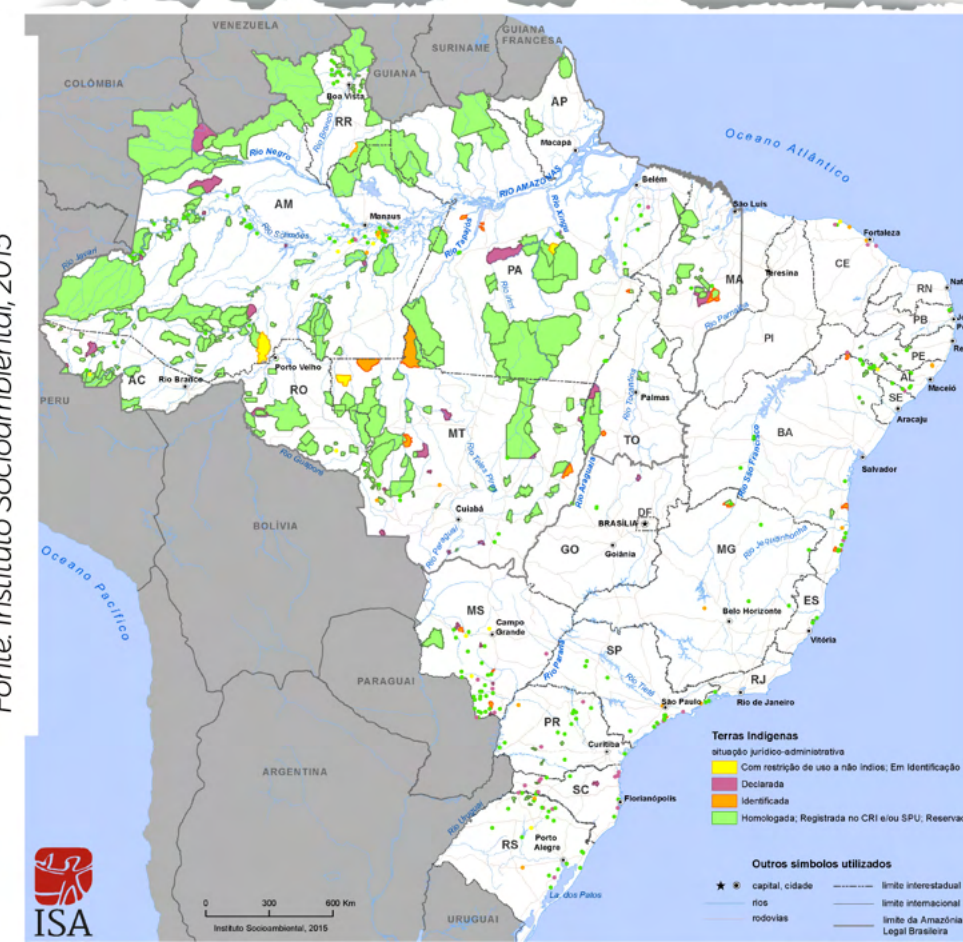 Fonte: Instituto Socioambiental, 2015
VENEZUELA
GUIANA
FRANCESA
SURINAME
COLÔMBIA
GUIANA
Boa Vista
RR
AP
Rio Branco
Macapá
Oceano Atlântico
Rio Negro
RIO AMAZONAS
Belém
São Luís
AM
Manaus
Rio Solimões
Rio Tapajós
Rio Xingu
Fortaleza
Rio Javari
PA
MA
Teresina
CE
RN
Rio Iriri
Rio Parnaíba
PB
PI
PE
AC
Rio Branco
Porto Velho
RO
AL
Maceió
PERU
Palmas
SE
Aracaju
Rio Tocantins
TO
MT
BA
Rio São Francisco
Rio Teles Pires
Rio Araguaia
Salvador
Rio Guaporé
Cuiabá
DF
BRASÍLIA
BOLÍVIA
Rio Paraguai
GO
Goiânia
MG
Rio Jequitinhonha
Oceano Pacífico
ES
MS
Campo
Grande
Belo Horizonte
Vitória
SP
Rio Paraná
Rio Tietê
RJ
PARAGUAI
São Paulo
Rio de Janeiro
PR
Curitiba
ARGENTINA
SC
Florianópolis
Rio Uruguai
RS
Porto
Alegre
La. dos Patos
URUGUAI
Terras Indígenas
situação jurídico-administrativa
Com restrição de uso a não índios; Em Identificação
Declarada
Identificada
Homologada; Registrada no CRI e/ou SPU; Reservad
Outros símbolos utilizados
capital, cidade
limite interestadual
rios
limite internacional
rodovias
limite da Amazônia
Legal Brasileira
0 300 600 Km
Instituto Socioambiental, 2015
ISA